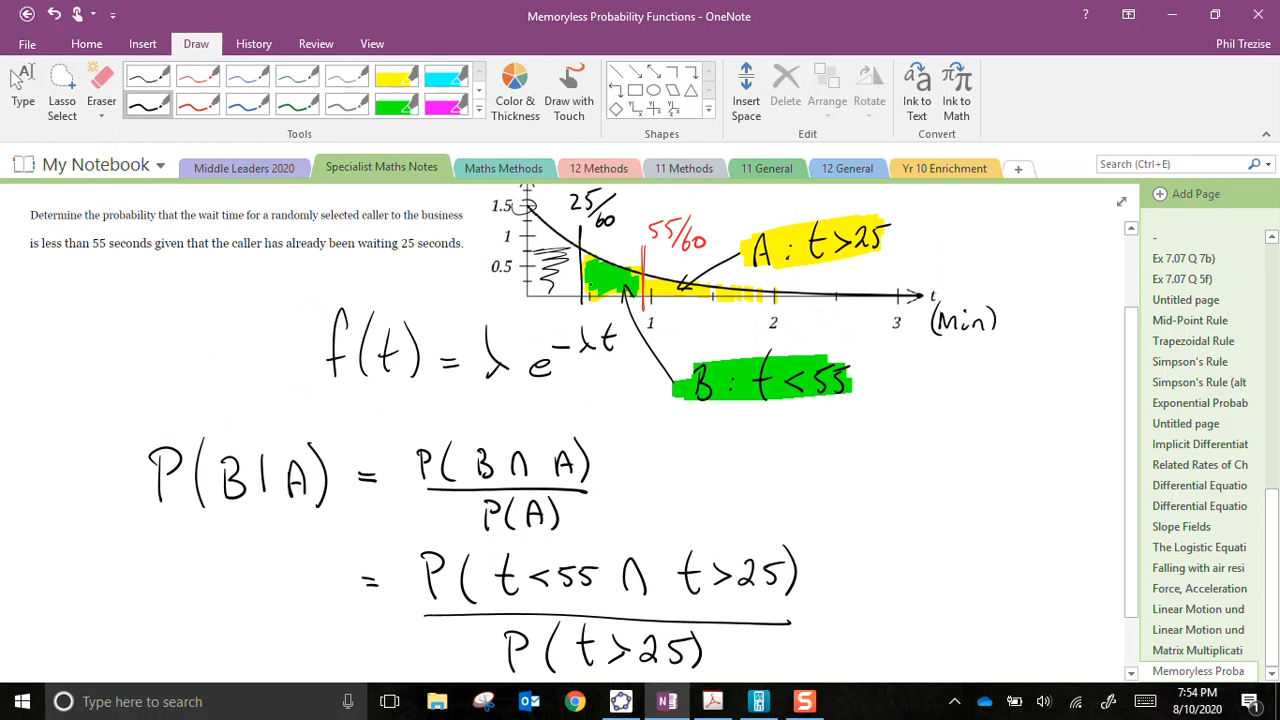 Memoryless Probability Functions - OneNote
File Home Insert Draw History Review View
Phil Trezise
Type
Lasso Select
Eraser
Color & Thickness
Draw with Touch
Insert Space
Delete
Arrange
Rotate
Ink to Text
Ink to Math
Tools
Shapes
Edit
Convert
My Notebook
Middle Leaders 2020
Specialist Maths Notes
Maths Methods
12 Methods
11 Methods
11 General
12 General
Yr 10 Enrichment
Search (Ctrl+E)
Determine the probability that the wait time for a randomly selected caller to the business
is less than 55 seconds given that the caller has already been waiting 25 seconds.
1.5
1
0.5
25/60
55/60
A : t>25
1
2
3
t
(Min)
B : t<55
f(t) = λ e^{-λt}
P(B|A) = P(B∩A)
P(A)
= P(t<55 ∩ t>25)
P(t>25)
Add Page
Ex 7.07 Q 7b)
Ex 7.07 Q 5f)
Untitled page
Mid-Point Rule
Trapezoidal Rule
Simpson's Rule
Simpson's Rule (alt
Exponential Probab
Untitled page
Implicit Differentiat
Related Rates of Ch
Differential Equatio
Differential Equatio
Slope Fields
The Logistic Equati
Falling with air resi
Force, Acceleration
Linear Motion und
Linear Motion und
Matrix Multiplicati
Memoryless Proba
Type here to search
7:54 PM
8/10/2020
1